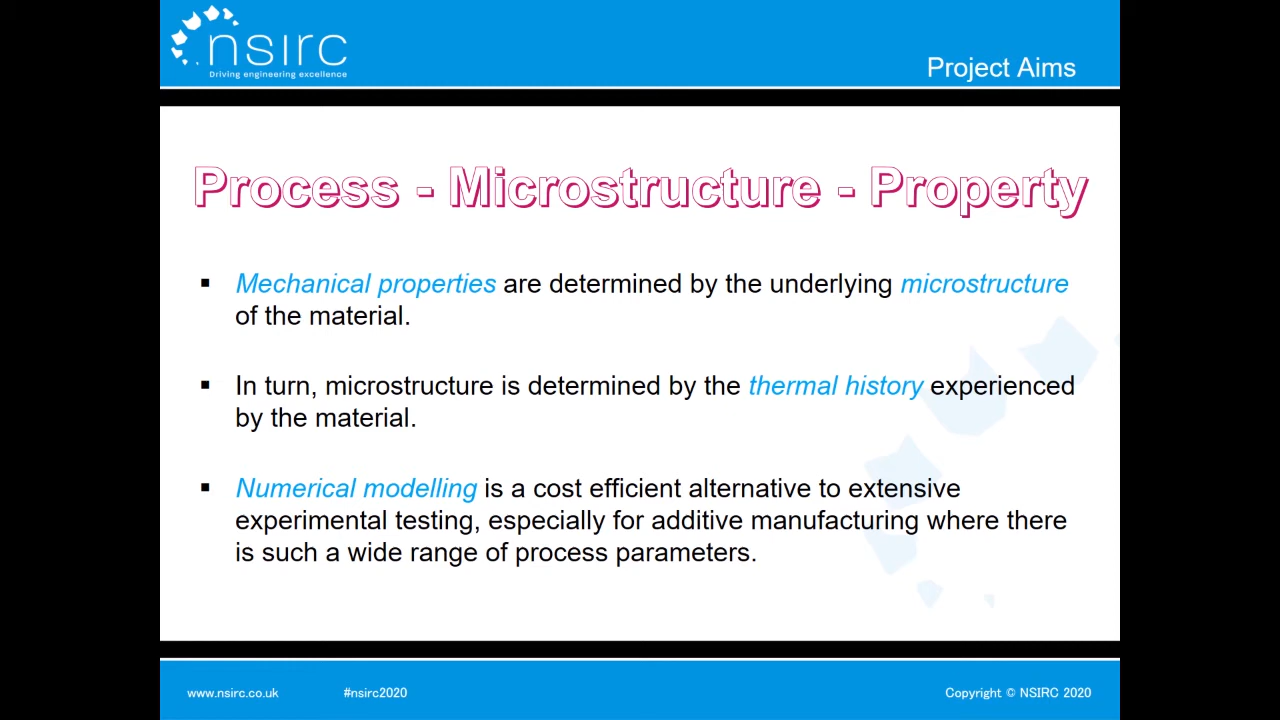 nsirc
Driving engineering excellence
Project Aims
Process - Microstructure - Property
▪ Mechanical properties are determined by the underlying microstructure
of the material.
▪ In turn, microstructure is determined by the thermal history experienced
by the material.
▪ Numerical modelling is a cost efficient alternative to extensive
experimental testing, especially for additive manufacturing where there
is such a wide range of process parameters.
www.nsirc.co.uk #nsirc2020 Copyright © NSIRC 2020